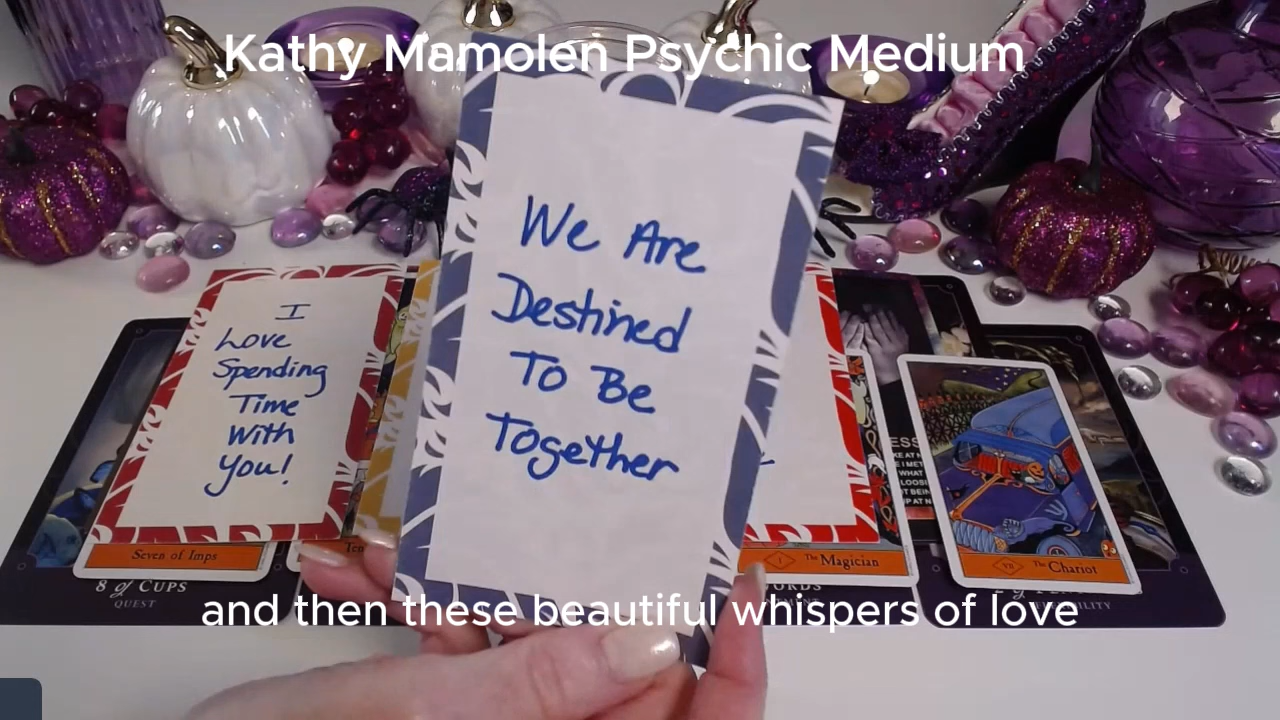 Kathy Mamolen Psychic Medium
We Are
Destined
To Be
Together
I
Love
Spending
Time
With
You!
Seven of Imps
8 of Cups
QUEST
I The Magician
VII The Chariot
and then these beautiful whispers of love